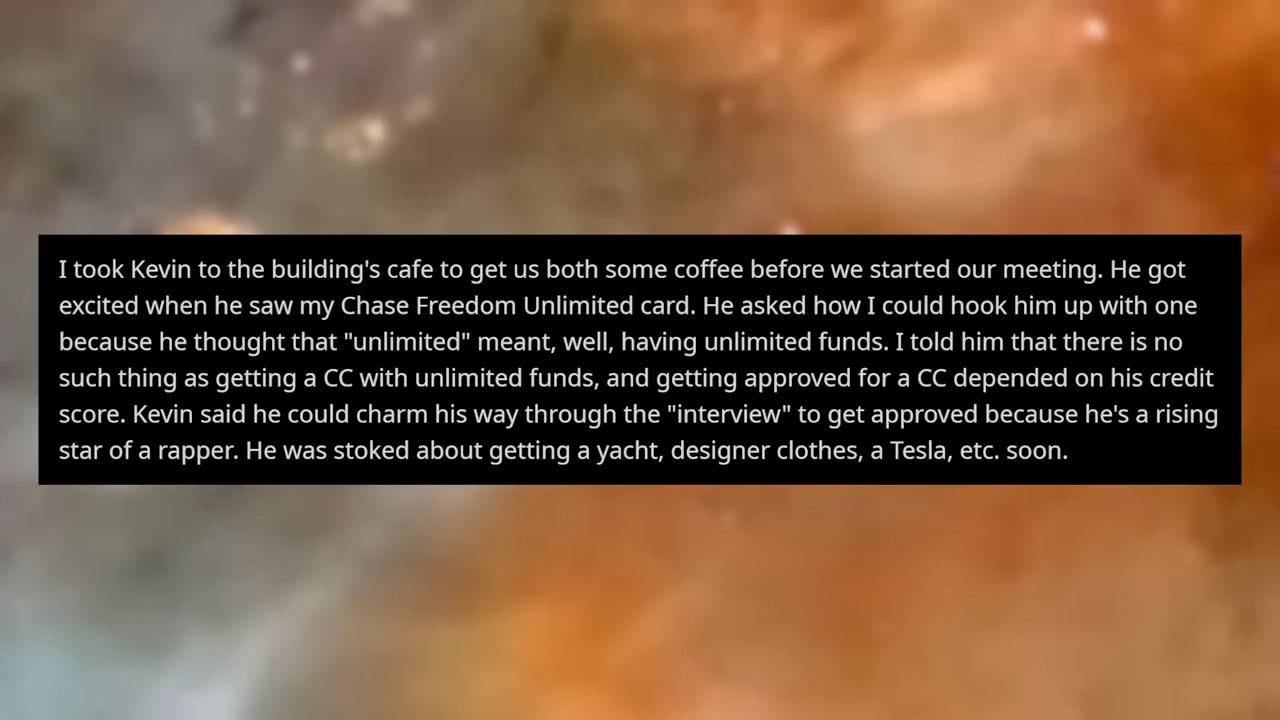 I took Kevin to the building's cafe to get us both some coffee before we started our meeting. He got
excited when he saw my Chase Freedom Unlimited card. He asked how I could hook him up with one
because he thought that "unlimited" meant, well, having unlimited funds. I told him that there is no
such thing as getting a CC with unlimited funds, and getting approved for a CC depended on his credit
score. Kevin said he could charm his way through the "interview" to get approved because he's a rising
star of a rapper. He was stoked about getting a yacht, designer clothes, a Tesla, etc. soon.